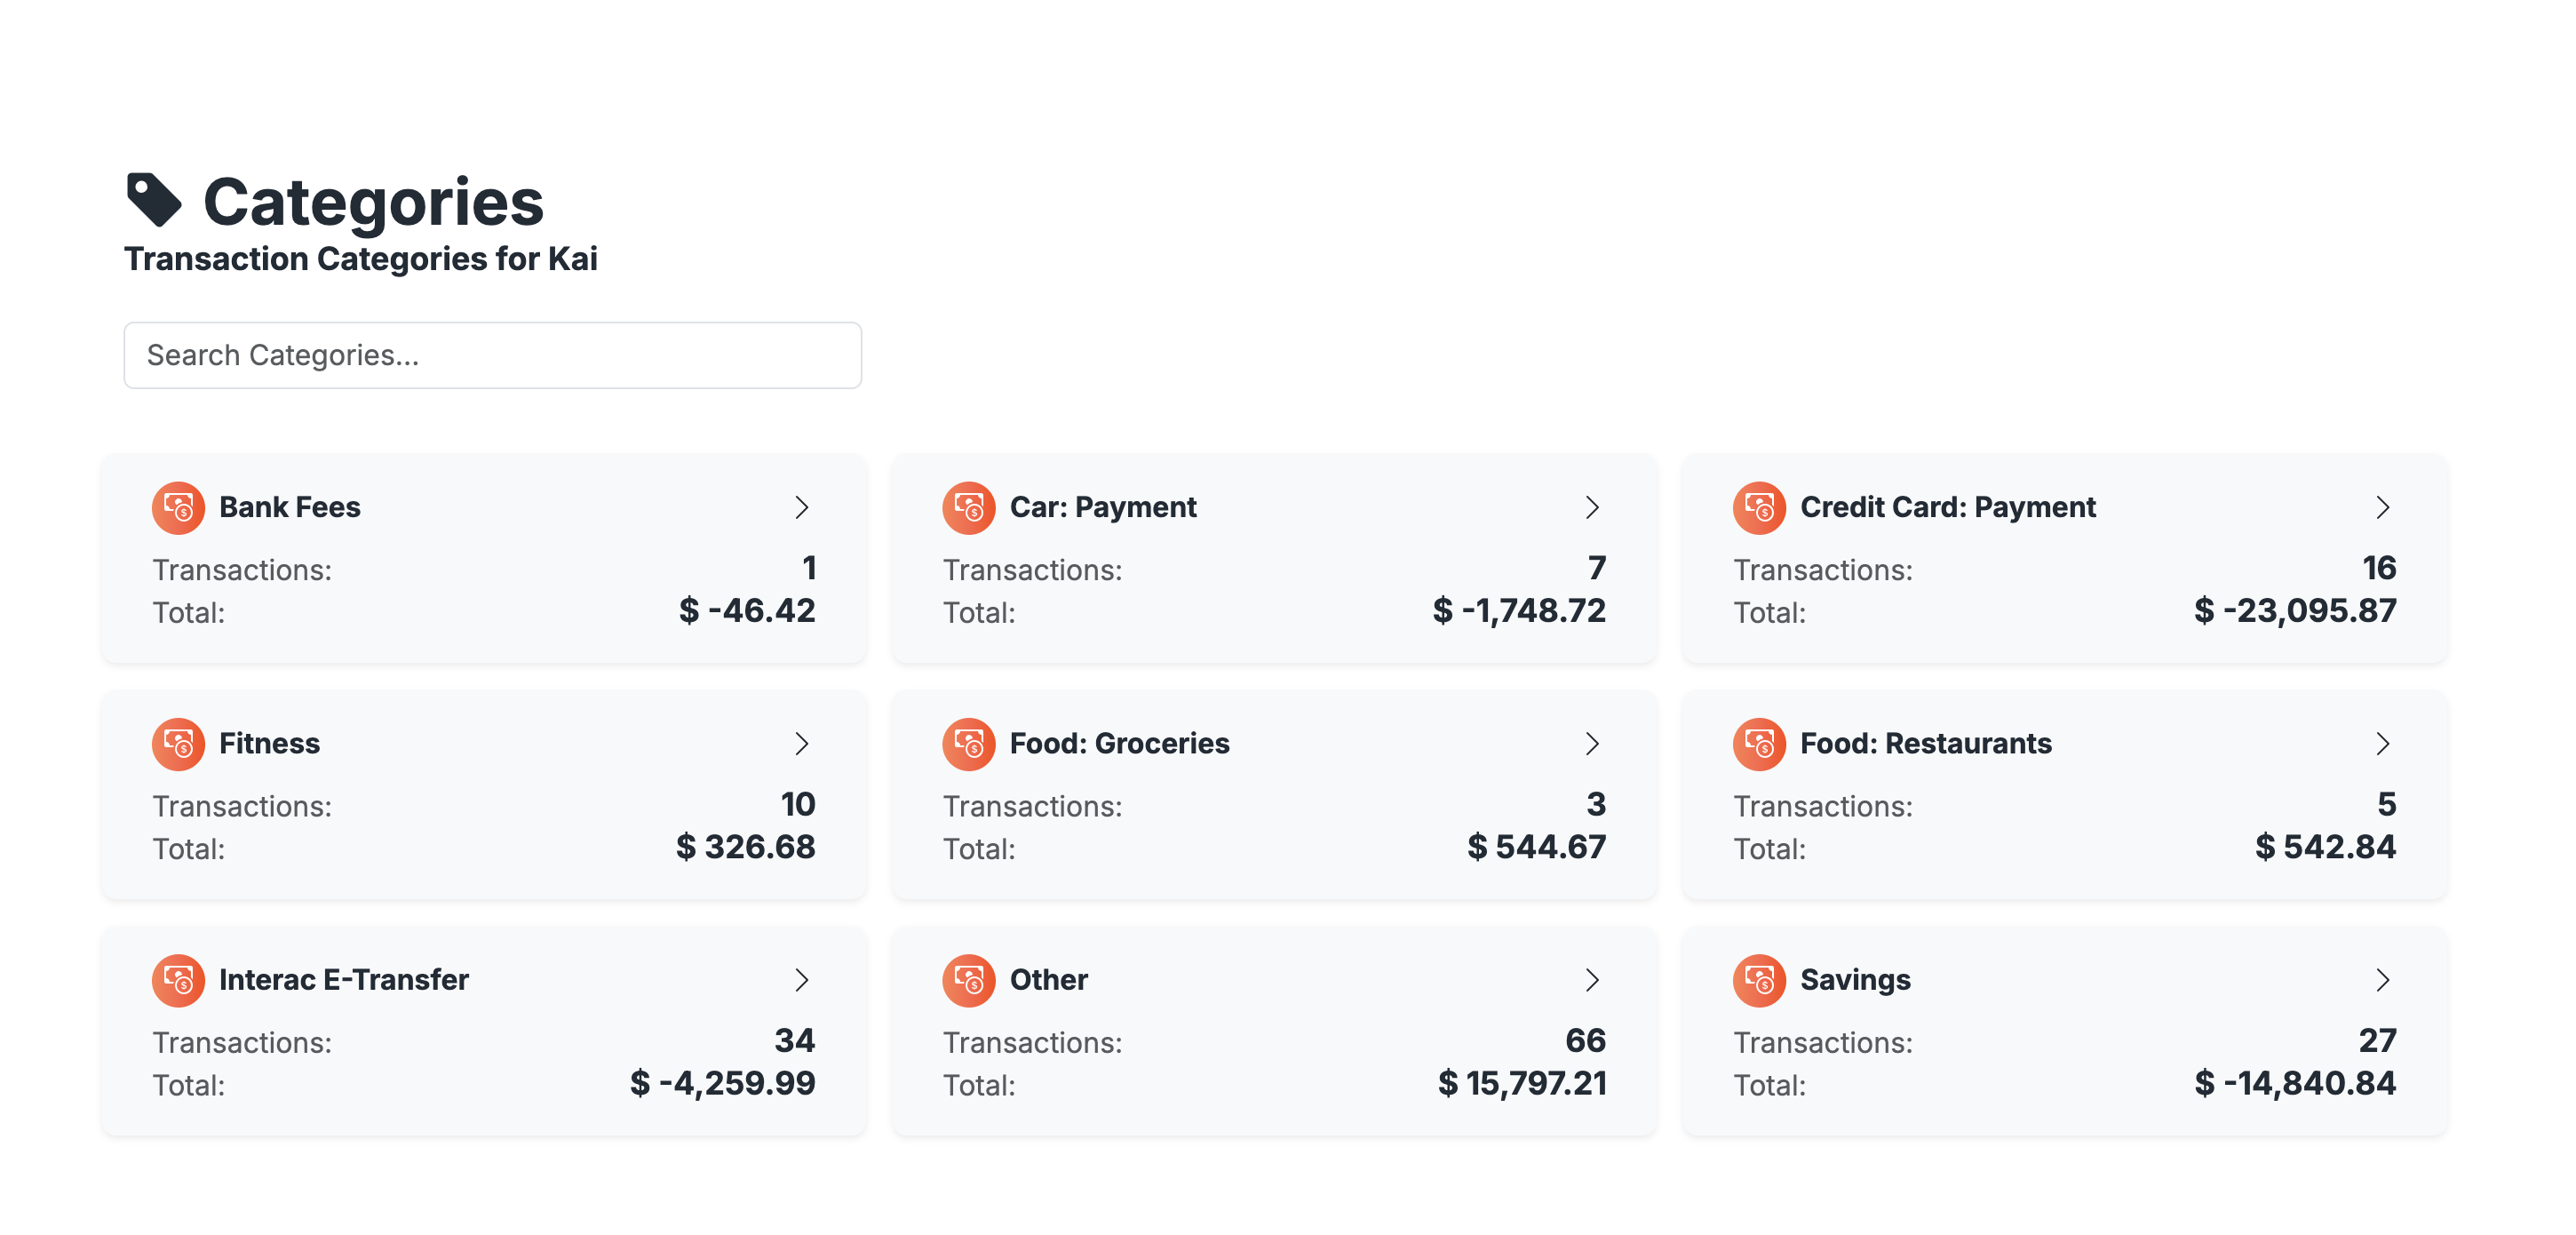 Categories
Transaction Categories for Kai
Search Categories...
Bank Fees
Transactions: 1
Total: $ -46.42
Car: Payment
Transactions: 7
Total: $ -1,748.72
Credit Card: Payment
Transactions: 16
Total: $ -23,095.87
Fitness
Transactions: 10
Total: $ 326.68
Food: Groceries
Transactions: 3
Total: $ 544.67
Food: Restaurants
Transactions: 5
Total: $ 542.84
Interac E-Transfer
Transactions: 34
Total: $ -4,259.99
Other
Transactions: 66
Total: $ 15,797.21
Savings
Transactions: 27
Total: $ -14,840.84